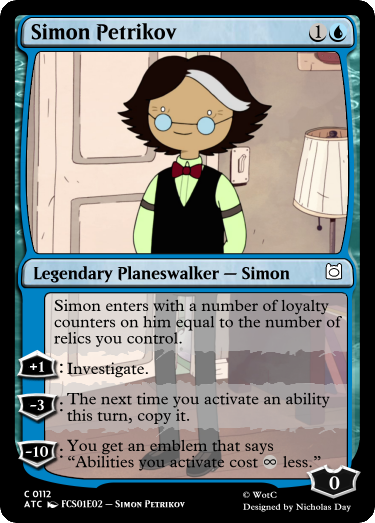 Simon Petrikov 1
Legendary Planeswalker — Simon
Simon enters with a number of loyalty
counters on him equal to the number of
relics you control.
+1: Investigate.
-3: The next time you activate an ability
this turn, copy it.
-10: You get an emblem that says
“Abilities you activate cost ∞ less.”
0
C 0112
ATC FCS01E02 – Simon Petrikov
© WotC
Designed by Nicholas Day